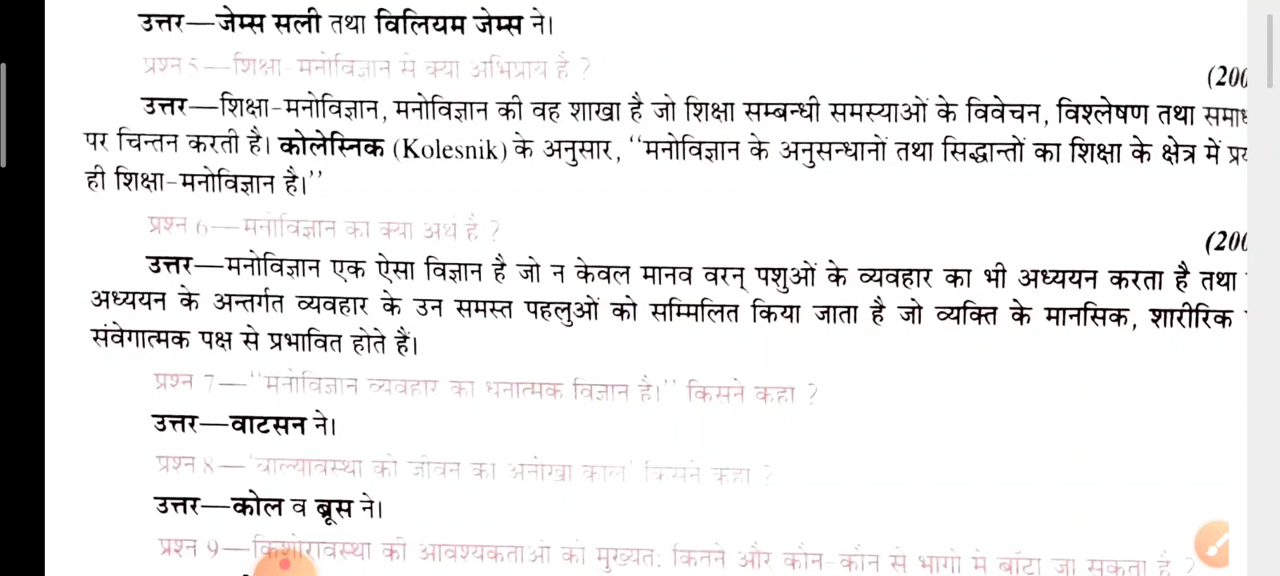 उत्तर—जेम्स सली तथा विलियम जेम्स ने।
प्रश्न 5—शिक्षा-मनोविज्ञान से क्या अभिप्राय है ?
(200
उत्तर—शिक्षा-मनोविज्ञान, मनोविज्ञान की वह शाखा है जो शिक्षा सम्बन्धी समस्याओं के विवेचन, विश्लेषण तथा
पर चिन्तन करती है। कोलेस्निक (Kolesnik) के अनुसार, “मनोविज्ञान के अनुसन्धानों तथा सिद्धान्तों का शिक्षा के क्षेत्र में
ही शिक्षा-मनोविज्ञान है।”
प्रश्न 6—मनोविज्ञान का क्या अर्थ है ?
(200
उत्तर—मनोविज्ञान एक ऐसा विज्ञान है जो न केवल मानव वरन् पशुओं के व्यवहार का भी अध्ययन करता है तथा
अध्ययन के अन्तर्गत व्यवहार के उन समस्त पहलुओं को सम्मिलित किया जाता है जो व्यक्ति के मानसिक, शारीरिक
संवेगात्मक पक्ष से प्रभावित होते हैं।
प्रश्न 7—“मनोविज्ञान व्यवहार का धनात्मक विज्ञान है।” किसने कहा ?
उत्तर—वाटसन ने।
प्रश्न 8—‘बाल्यावस्था को जीवन का अनोखा काल’ किसने कहा ?
उत्तर—कोल व ब्रूस ने।
प्रश्न 9—किशोरावस्था की आवश्यकताओं को मुख्यतः कितने और कौन-कौन से भागों में बाँटा जा सकता है ?